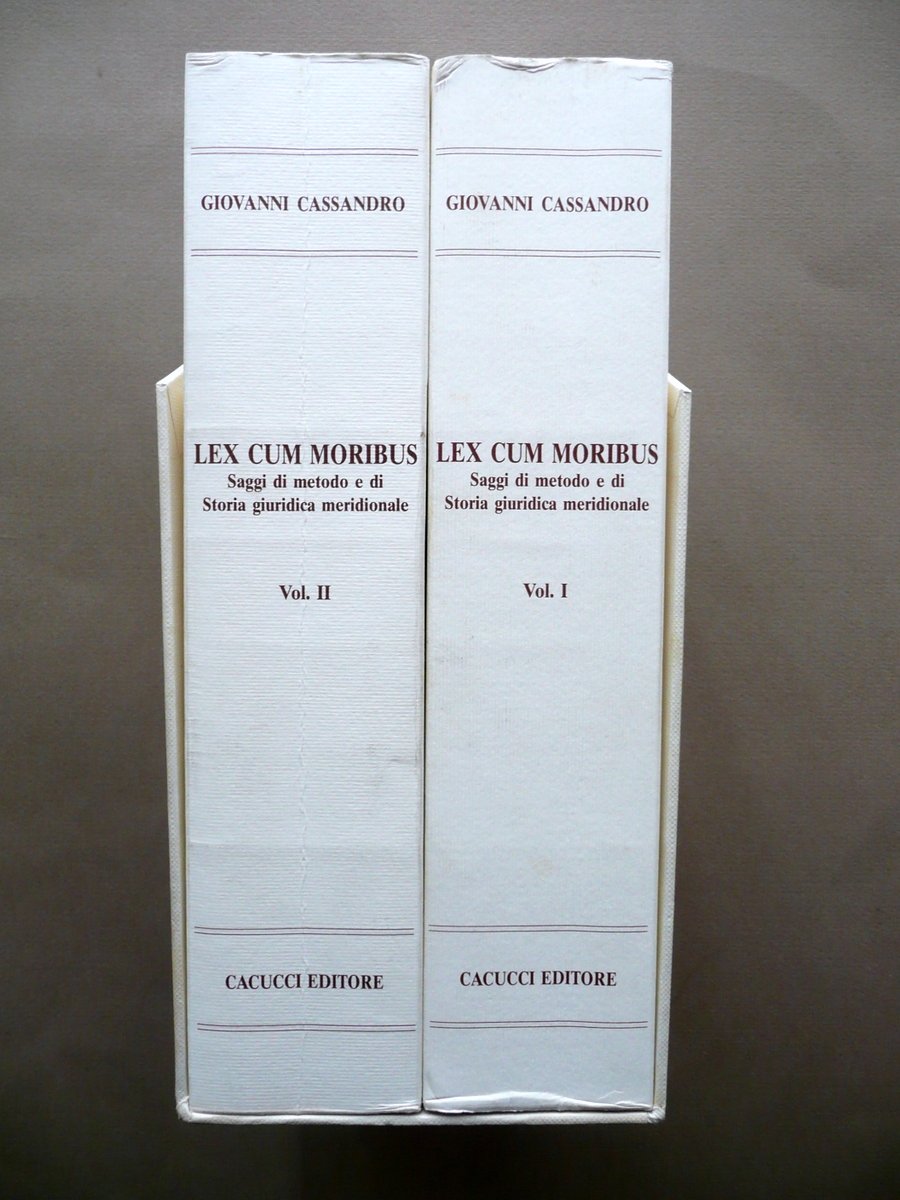 GIOVANNI CASSANDRO
LEX CUM MORIBUS
Saggi di metodo e di
Storia giuridica meridionale
Vol. II
CACUCCI EDITORE
GIOVANNI CASSANDRO
LEX CUM MORIBUS
Saggi di metodo e di
Storia giuridica meridionale
Vol. I
CACUCCI EDITORE